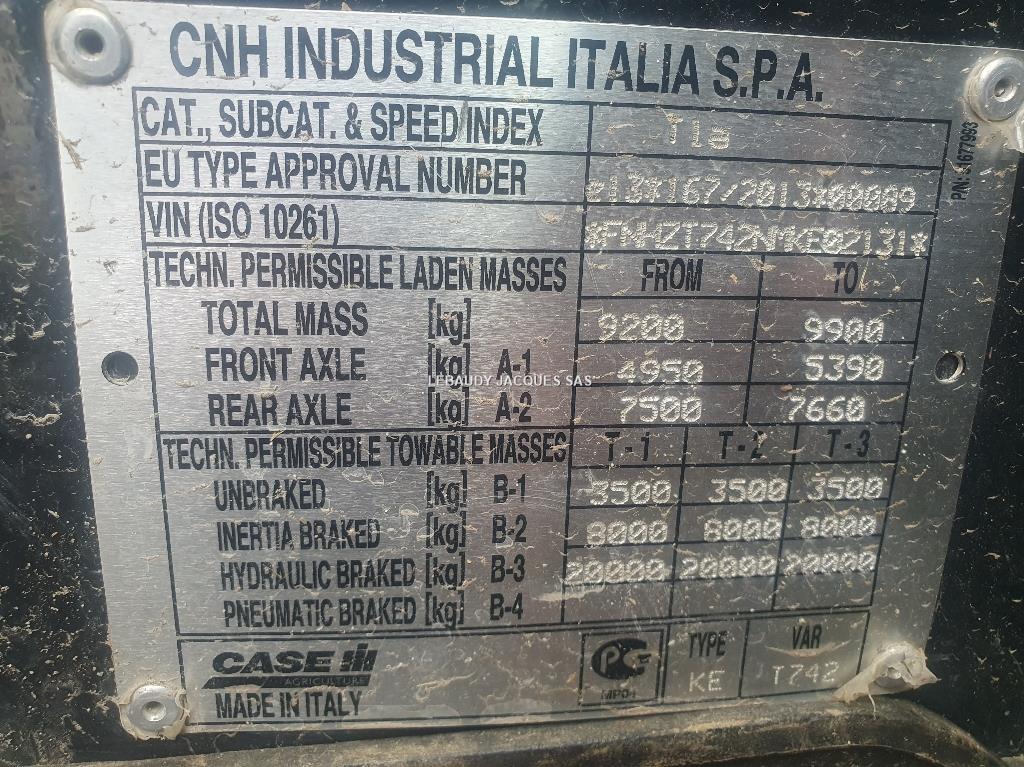 CNH INDUSTRIAL ITALIA S.P.A.
CAT., SUBCAT. & SPEED INDEX
EU TYPE APPROVAL NUMBER e13*167/2013*00009
VIN (ISO 10261)
TECHN. PERMISSIBLE LADEN MASSES FROM TO
TOTAL MASS [kg] 9200 9900
FRONT AXLE [kg] A-1 4950 5390
REAR AXLE [kg] A-2 7500 7660
TECHN. PERMISSIBLE TOWABLE MASSES T-1 T-2 T-3
UNBRAKED [kg] B-1 3500 3500 3500
INERTIA BRAKED [kg] B-2 8000 8000 8000
HYDRAULIC BRAKED [kg] B-3 20000 20000 20000
PNEUMATIC BRAKED [kg] B-4
CASE IH
AGRICULTURE
MADE IN ITALY
MP04
TYPE VAR
KE T742
LEBAUDY JACQUES SAS